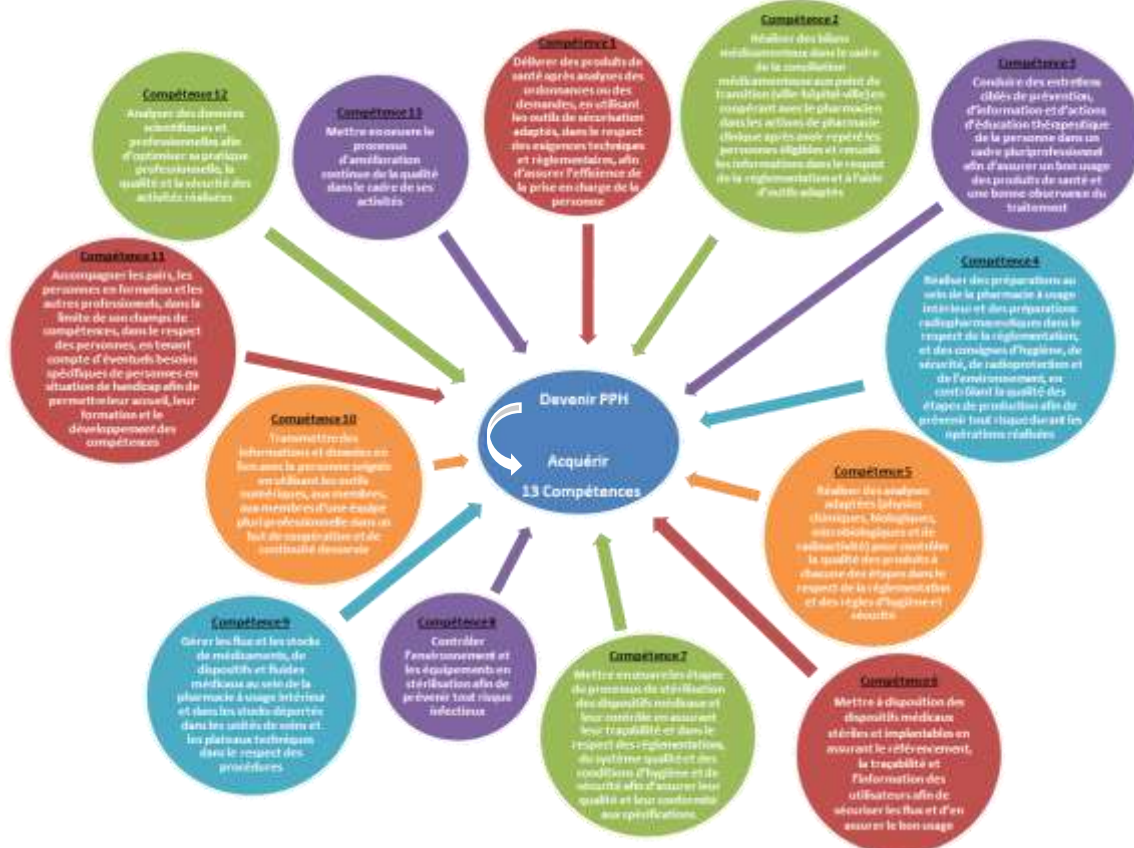 Compétence 1
Délivrer des produits de
santé après analyses des
ordonnances ou des
demandes, en utilisant
les outils de sécurisation
adaptés, dans le respect
des exigences techniques
et règlementaires, afin
d'assurer l'efficience de
la prise en charge de la
personne
Compétence 2
Réaliser des bilans
médicamenteux dans le cadre
de la conciliation
médicamenteuse aux point de
transition (ville-hôpital-ville) en
coopérant avec le pharmacien
dans les actions de pharmacie
clinique après avoir repéré les
personnes éligibles et recueilli
les informations dans le respect
de la réglementation et à l'aide
d'outils adaptés
Compétence 3
Conduire des entretiens
ciblés de prévention,
d'information et d'actions
d'éducation thérapeutique
de la personne dans un
cadre pluriprofessionnel
afin d'assurer un bon usage
des produits de santé et
une bonne observance du
traitement
Compétence 4
Réaliser des préparations au
sein de la pharmacie à usage
intérieur et des préparations
radiopharmaceutiques dans le
respect de la réglementation,
et des consignes d'hygiène, de
sécurité, de radioprotection et
de l'environnement, en
contrôlant la qualité des
étapes de production afin de
prévenir tout risque durant les
opérations réalisées
Compétence 5
Réaliser des analyses
adaptées (physico
chimiques, biologiques,
microbiologiques et de
radioactivité) pour contrôler
la qualité des produits à
chacune des étapes dans le
respect de la réglementation
et des règles d'hygiène et
sécurité
Compétence 6
Mettre à disposition des
dispositifs médicaux
stériles et implantables en
assurant le référencement,
la traçabilité et
l'information des
utilisateurs afin de
sécuriser les flux et d'en
assurer le bon usage
Compétence 7
Mettre en œuvre les étapes
de processus de stérilisation
des dispositifs médicaux et
leur contrôle en assurant
leur traçabilité et dans le
respect des réglementation,
du système qualité et des
conditions d'hygiène et de
sécurité afin d'assurer leur
qualité et leur conformité
aux spécifications
Compétence 8
Contrôler
l'environnement et
les équipements en
stérilisation afin de
prévenir tout risque
infectieux
Compétence 9
Gérer les flux et les stocks
de médicaments, de
dispositifs et fluides
médicaux au sein de la
pharmacie à usage intérieur
et dans les stocks déportés
dans les unités de soins et
les plateaux techniques
dans le respect des
procédures
Compétence 10
Transmettre des
informations et données en
lien avec la personne soignée
en utilisant les outils
numériques, aux membres,
aux membres d'une équipe
pluri professionnelle dans un
but de coopération et de
continuité
Compétence 11
Accompagner les pairs, les
personnes en formation et les
autres professionnels, dans la
limite de son champs de
compétences, dans le respect
des personnes, en tenant
compte d'éventuels besoins
spécifiques de personnes en
situation de handicap afin de
permettre leur accueil, leur
formation et le
développement des
compétences
Compétence 12
Analyser des données
scientifiques et
professionnelles afin
d'optimiser sa pratique
professionnelle, la
qualité et la sécurité des
activités réalisées
Compétence 13
Mettre en oeuvre le
processus
d'amélioration
continue de la qualité
dans le cadre de ses
activités
Devenir PPH
Acquérir
13 Compétences